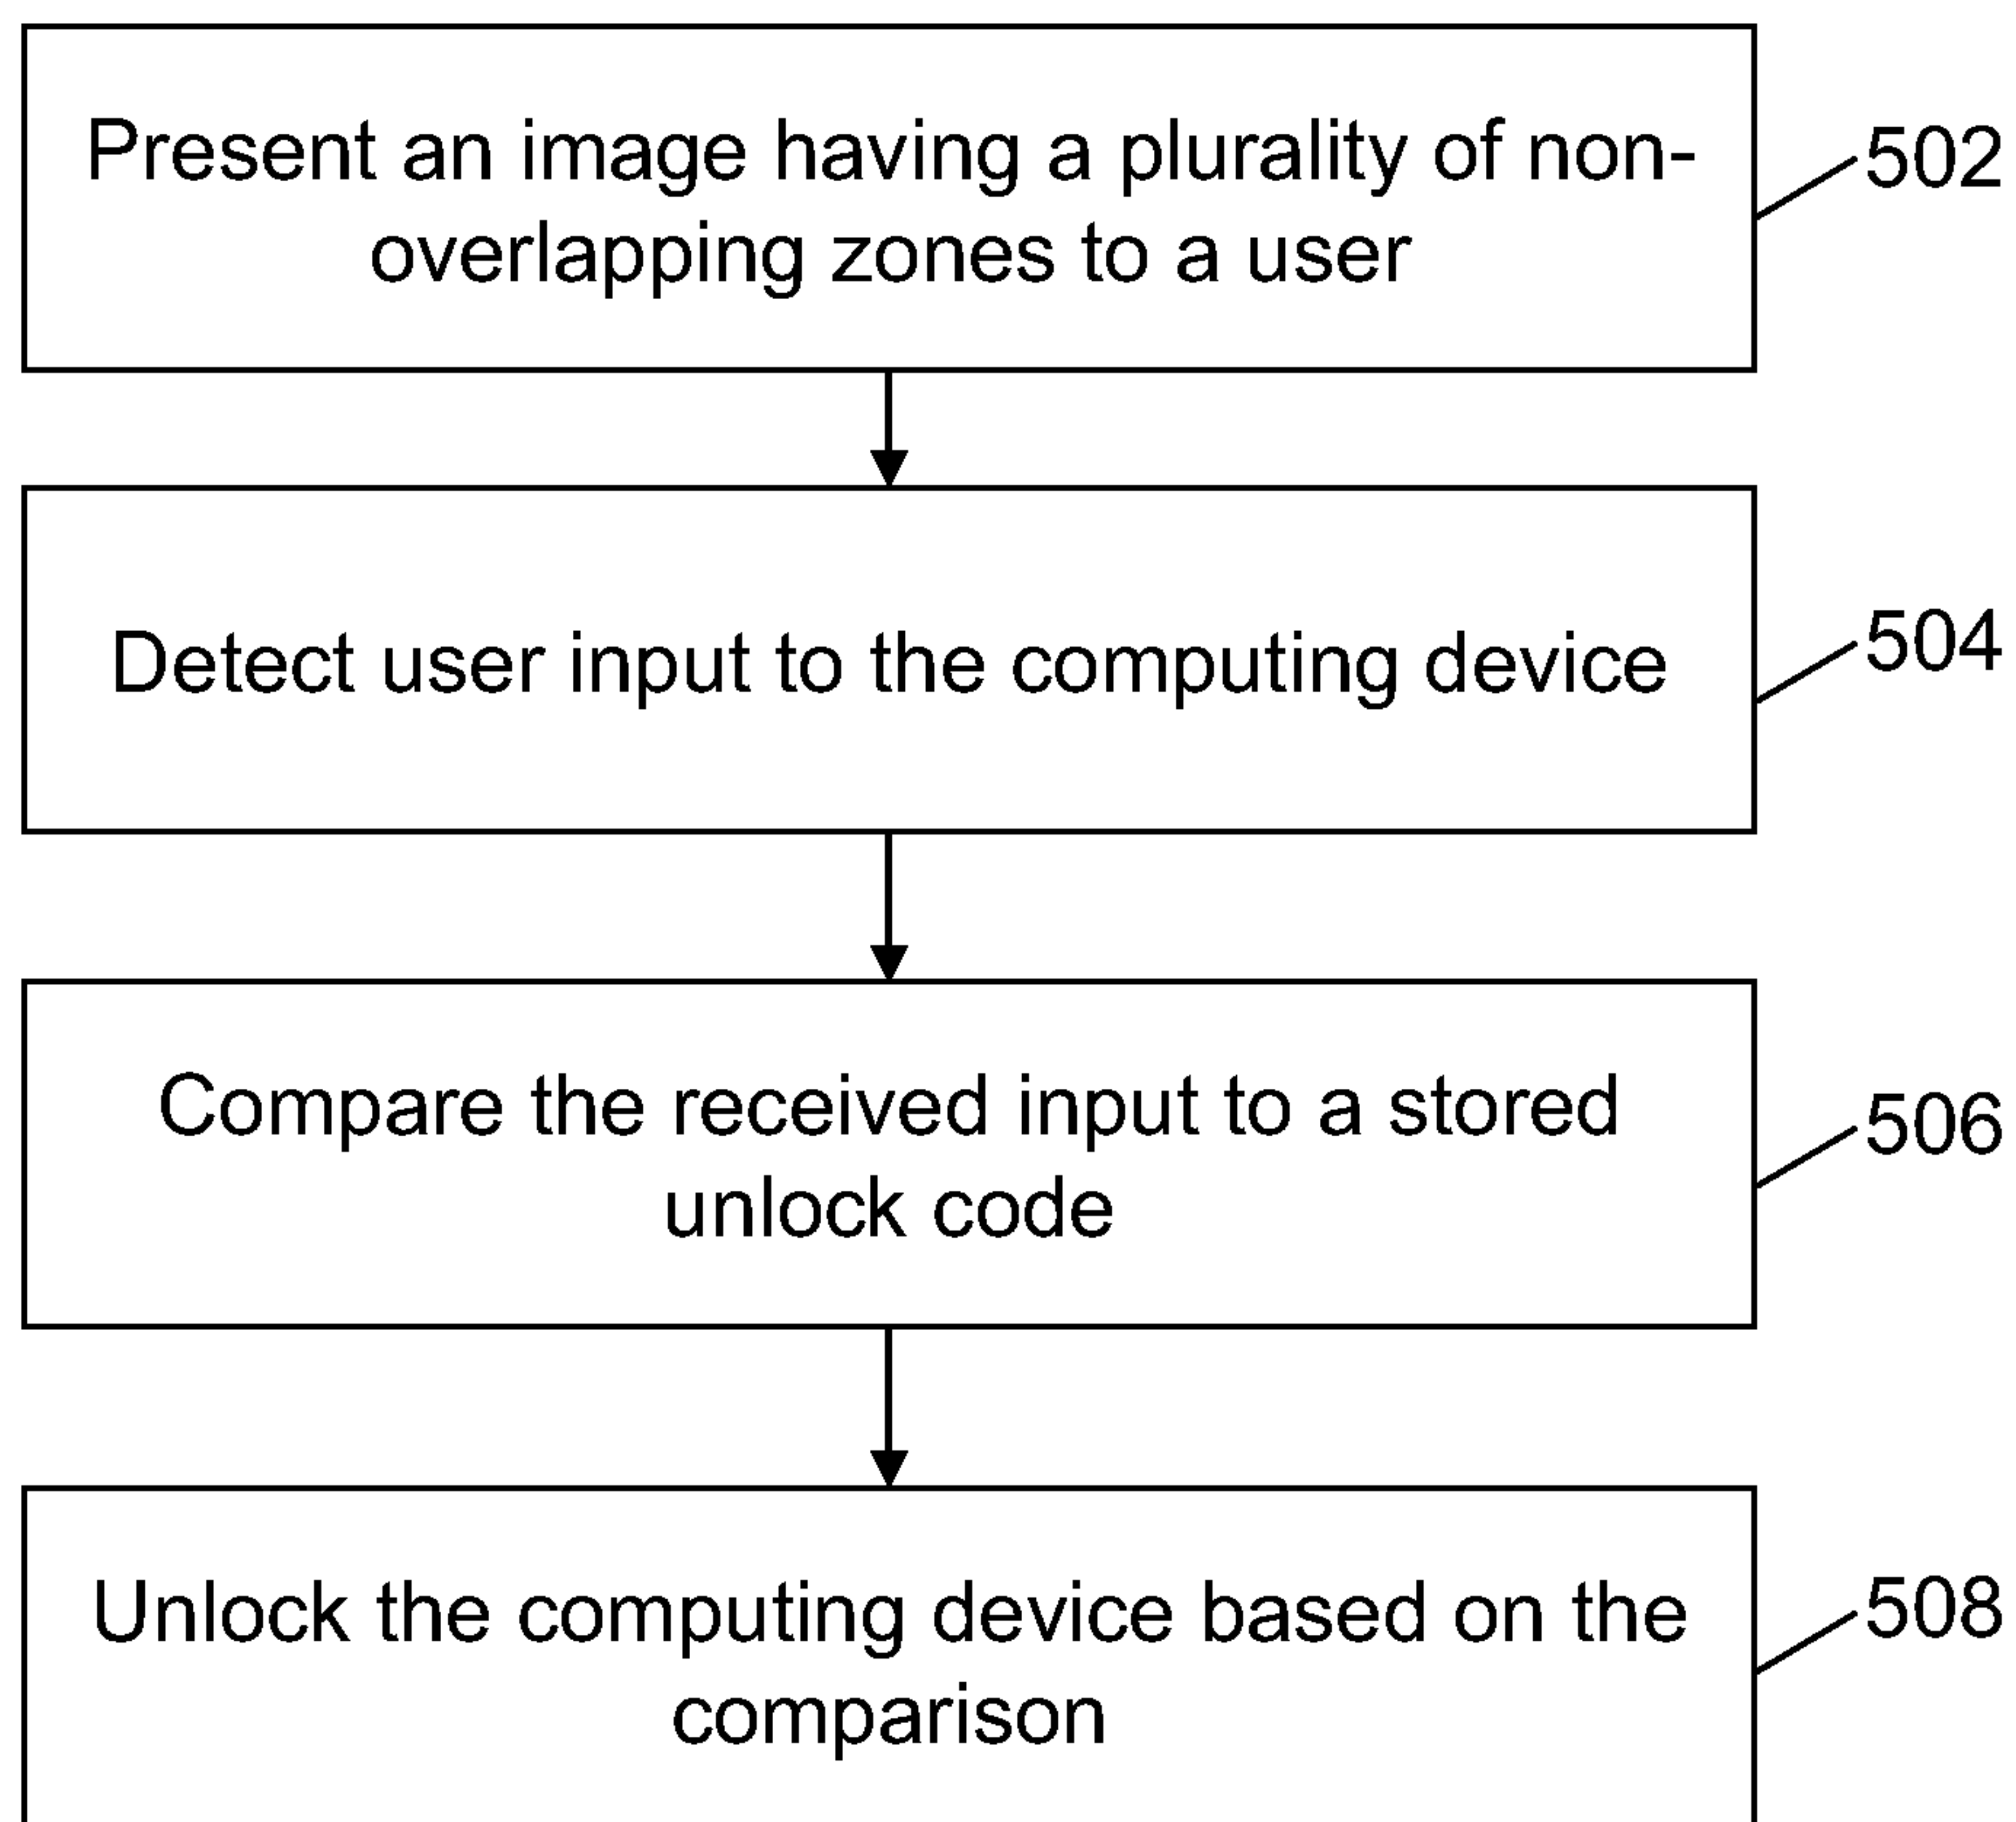 Present an image having a plurality of non-
overlapping zones to a user
502
Detect user input to the computing device
504
Compare the received input to a stored
unlock code
506
Unlock the computing device based on the
comparison
508